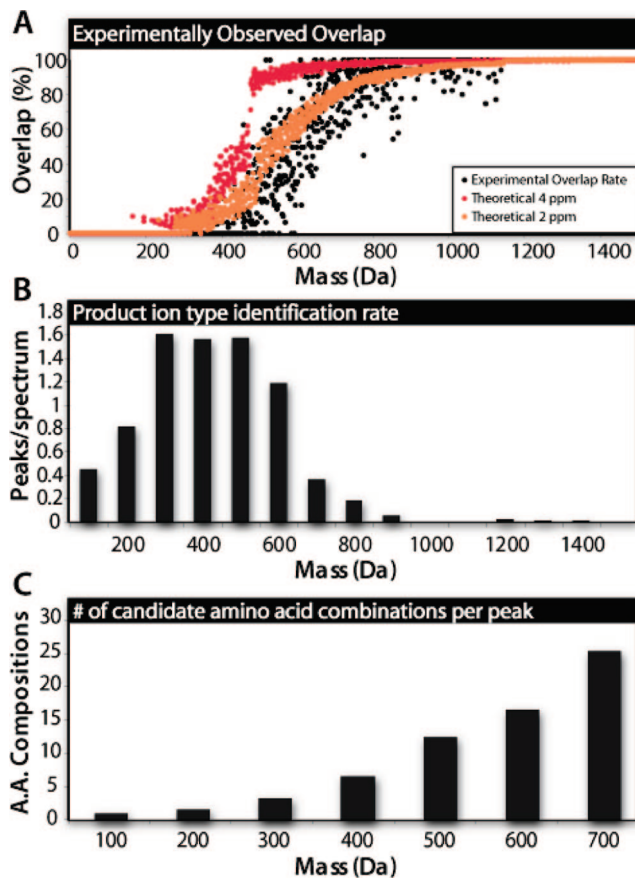 A
Experimentally Observed Overlap
Overlap (%)
100
80
60
40
20
0
Experimental Overlap Rate
Theoretical 4 ppm
Theoretical 2 ppm
0 200 400 600 800 1000 1200 1400
Mass (Da)
B
Product ion type identification rate
Peaks/spectrum
1.8
1.6
1.4
1.2
1
0.8
0.6
0.4
0.2
0
200 400 600 800 1000 1200 1400
Mass (Da)
C
# of candidate amino acid combinations per peak
A.A. Compositions
30
25
20
15
10
5
0
100 200 300 400 500 600 700
Mass (Da)